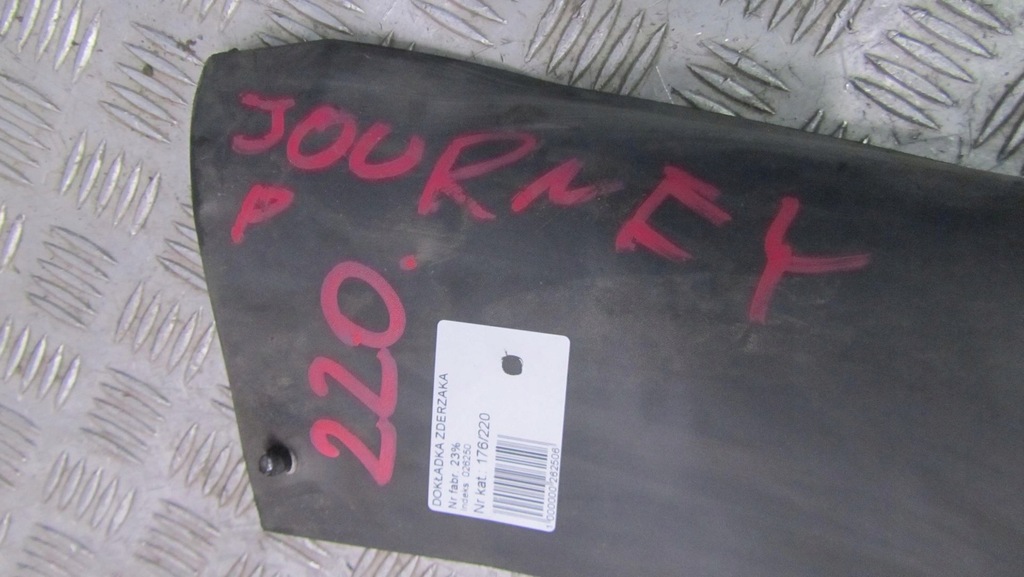 JOURNEY
P
220.
DOKŁADKA ZDERZAKA
Nr fabr. 23%
Indeks: 026250
Nr kat.: 176/220